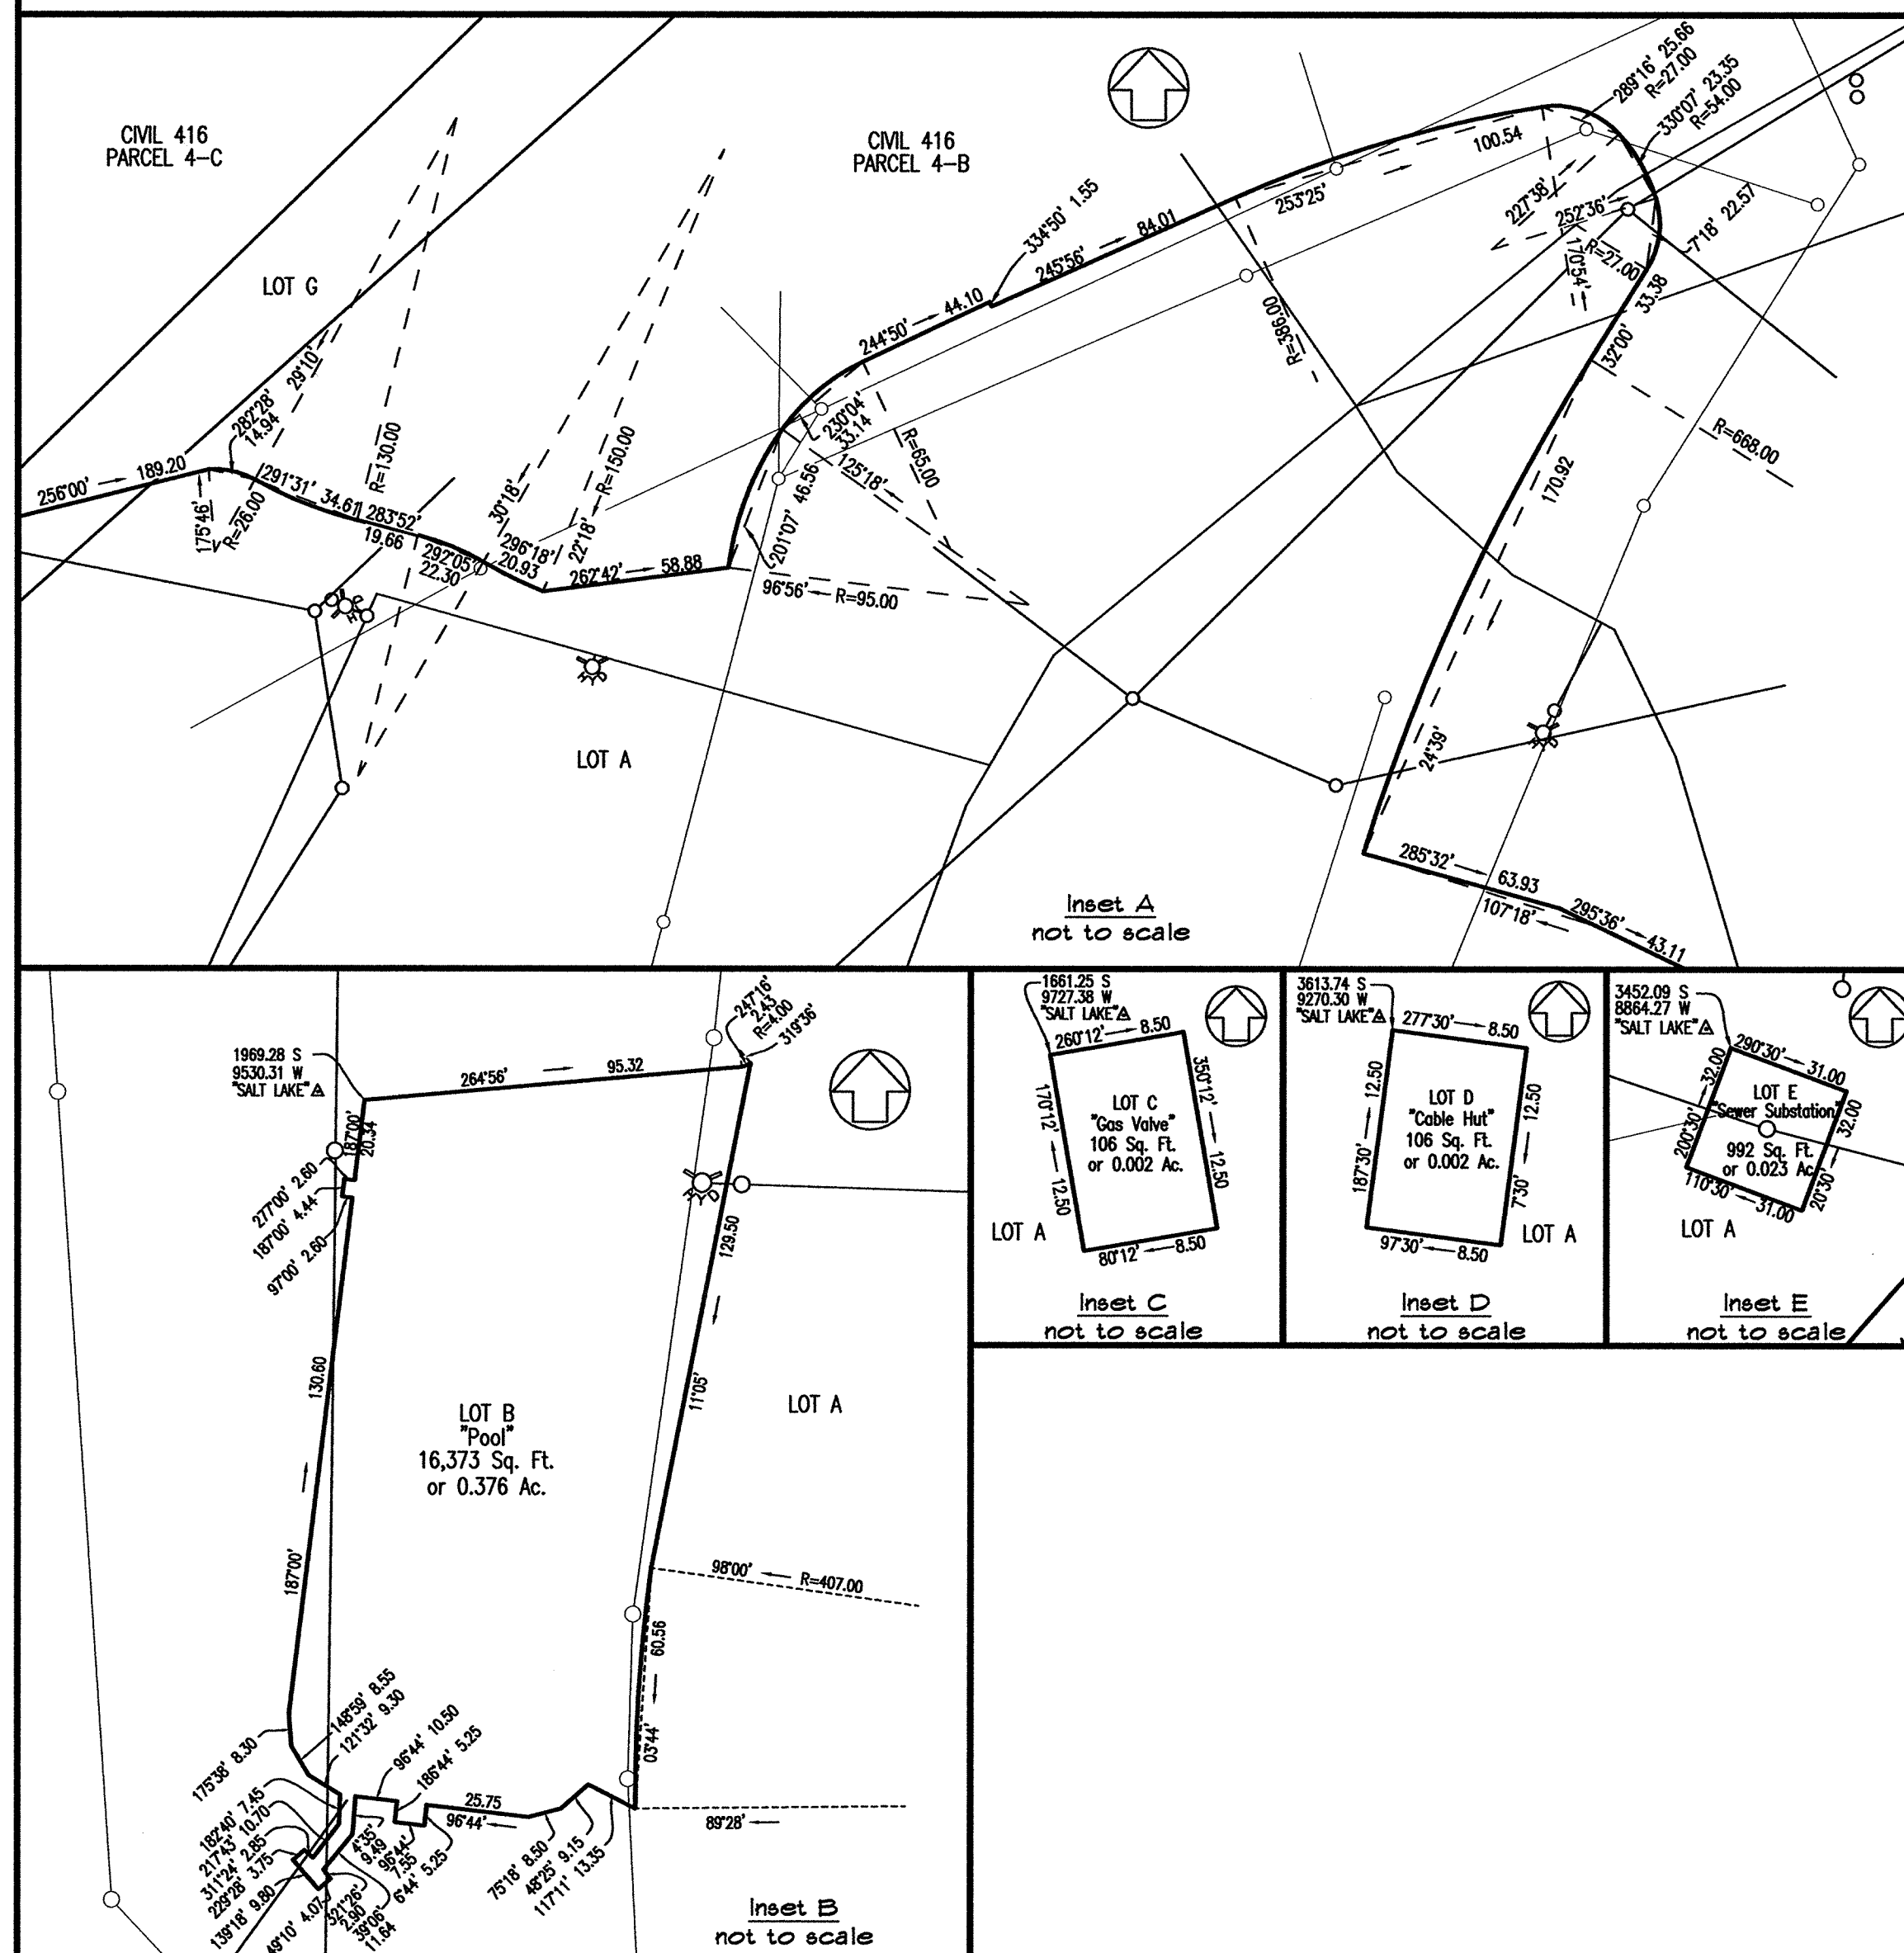 CIVIL 416
PARCEL 4-C
CIVIL 416
PARCEL 4-B
LOT G
LOT A
256°00' 189.20
175°46'
R=26.00
282°28'
14.94
29°10'
291°31' 34.61
R=130.00
283°52'
19.66
292°05'
22.30
30°18'
296°18'
20.93
22°18'
R=150.00
262°42' 58.88
96°56' R=95.00
201°07' 46.56
125°18'
230°04'
33.14
R=65.00
244°50' 44.10
334°50' 1.55
245°56' 84.01
R=386.00
253°25'
100.54
289°16' 25.66
R=27.00
330°07' 23.35
R=54.00
227°38'
252°36'
170°54'
R=27.00
7°18' 22.57
32°00' 33.38
R=668.00
170.92
24°39'
285°32' 63.93
107°18'
295°36' 43.11
Inset A
not to scale
1969.28 S
9530.31 W
"SALT LAKE"
264°56' 95.32
247°16'
2.43
R=4.00
319°36'
187°00'
20.34
277°00' 2.60
187°00' 4.44
97°00' 2.60
130.60
187°00'
129.50
11°05'
LOT A
LOT B
"Pool"
16,373 Sq. Ft.
or 0.376 Ac.
98°00' R=407.00
60.56
03°44'
89°28'
175°38' 8.30
148°59' 8.55
121°32' 9.30
96°44' 10.50
186°44' 5.25
182°40' 7.45
217°43' 10.70
311°24' 2.85
229°28' 3.75
139°18' 9.80
49°10' 4.07
321°26'
2.90
39°06'
11.64
4°35'
9.49
96°44'
7.55
6°44' 5.25
25.75
96°44'
75°18' 8.50
48°25' 9.15
117°11' 13.35
Inset B
not to scale
1661.25 S
9727.38 W
"SALT LAKE"
260°12' 8.50
170°12' 12.50
350°12' 12.50
LOT C
"Gas Valve"
106 Sq. Ft.
or 0.002 Ac.
80°12' 8.50
LOT A
Inset C
not to scale
3613.74 S
9270.30 W
"SALT LAKE"
277°30' 8.50
187°30' 12.50
7°30' 12.50
LOT D
"Cable Hut"
106 Sq. Ft.
or 0.002 Ac.
97°30' 8.50
LOT A
Inset D
not to scale
3452.09 S
8864.27 W
"SALT LAKE"
290°30' 31.00
200°30' 32.00
20°30' 32.00
LOT E
"Sewer Substation"
992 Sq. Ft.
or 0.023 Ac.
110°30' 31.00
LOT A
Inset E
not to scale